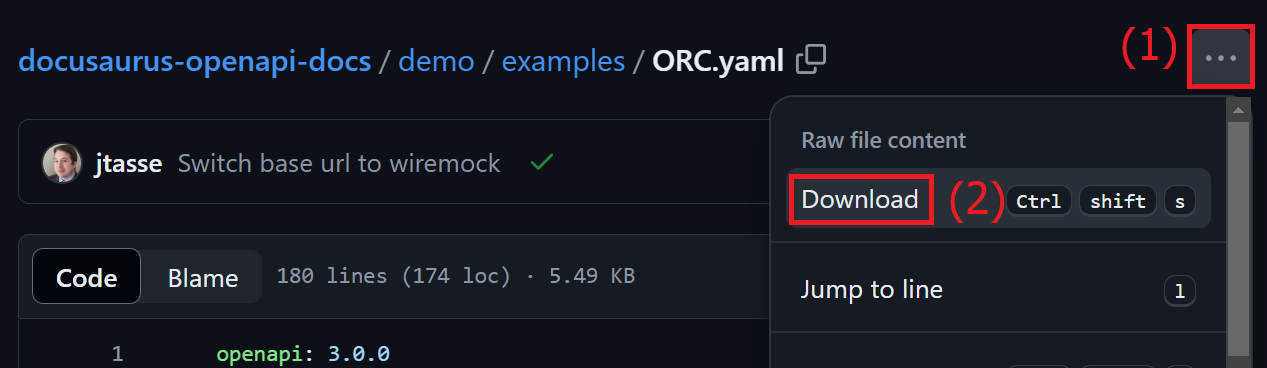 docusaurus-openapi-docs / demo / examples / ORC.yaml (1) ...
Raw file content
jtasse Switch base url to wiremock
Download (2) Ctrl shift s
Code Blame 180 lines (174 loc) · 5.49 KB
Jump to line l
1 openapi: 3.0.0